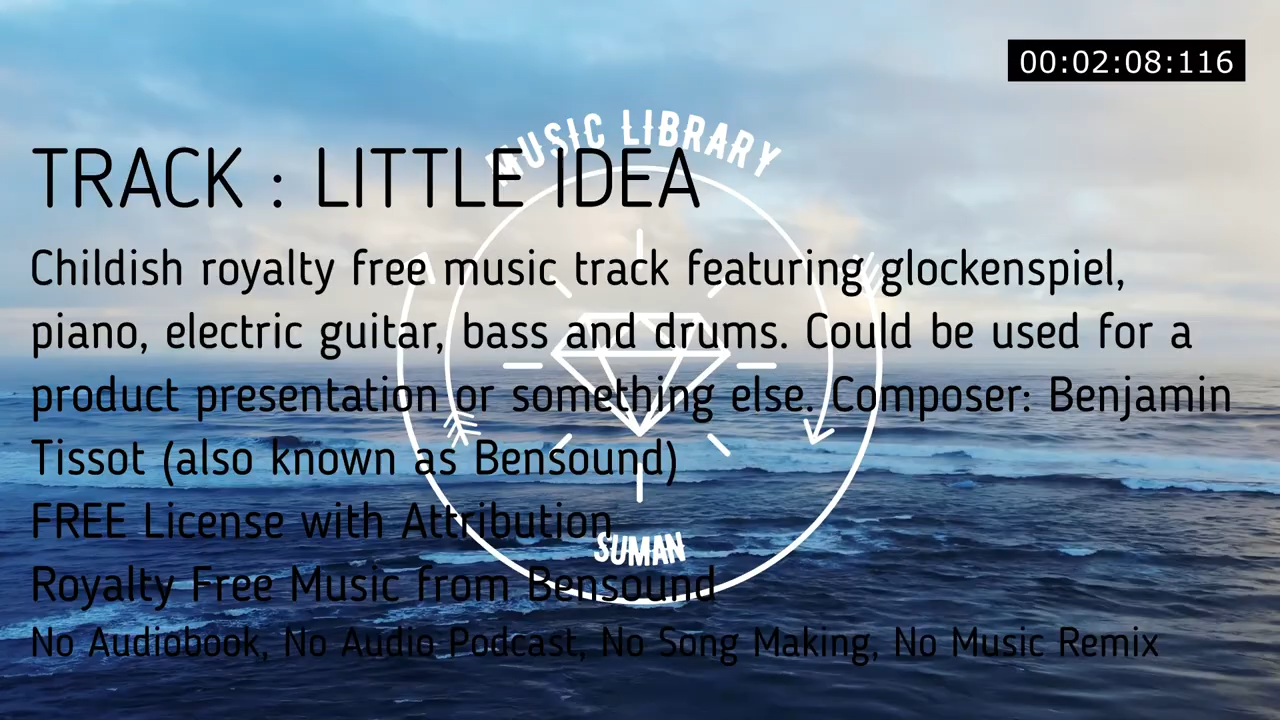 00:02:08:116
MUSIC LIBRARY
TRACK : LITTLE IDEA
Childish royalty free music track featuring glockenspiel,
piano, electric guitar, bass and drums. Could be used for a
product presentation or something else. Composer: Benjamin
Tissot (also known as Bensound)
FREE License with Attribution
SUMAN
Royalty Free Music from Bensound
No Audiobook, No Audio Podcast, No Song Making, No Music Remix